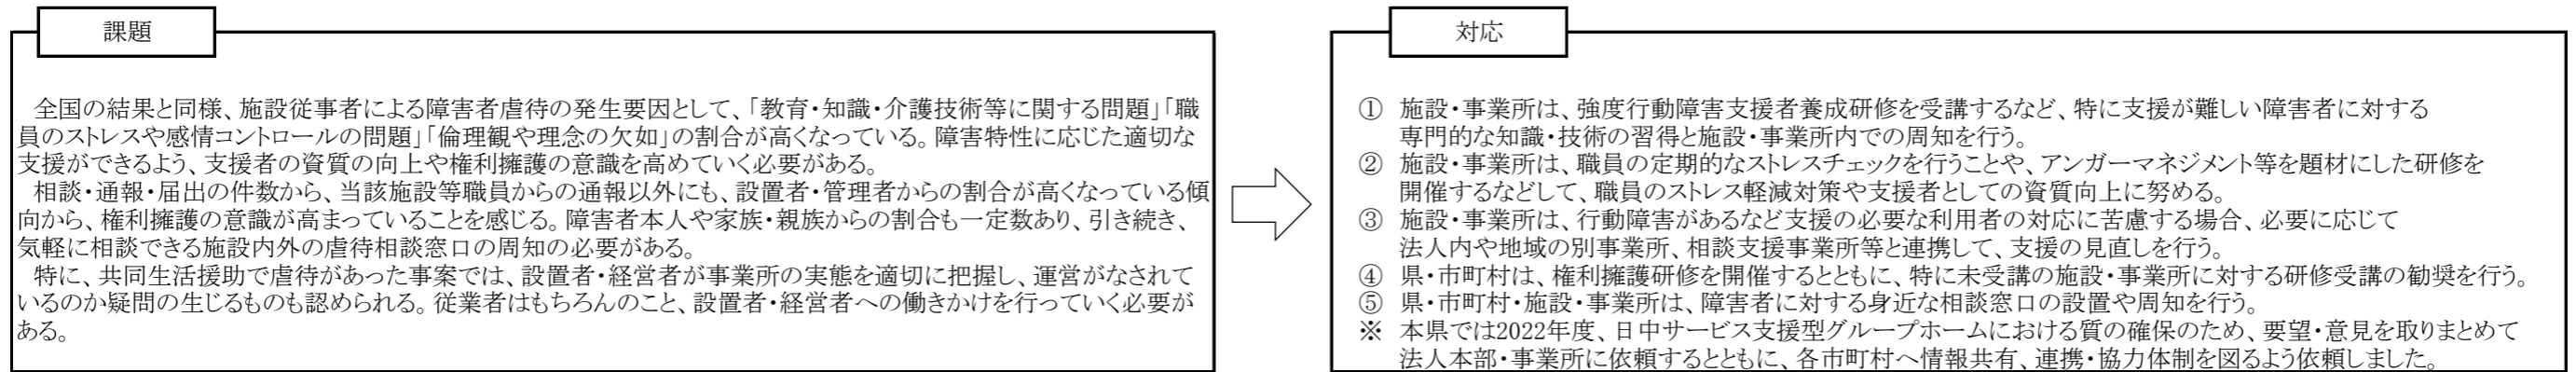 課題
全国の結果と同様、施設従事者による障害者虐待の発生要因として、「教育・知識・介護技術等に関する問題」「職
員のストレスや感情コントロールの問題」「倫理観や理念の欠如」の割合が高くなっている。障害特性に応じた適切な
支援ができるよう、支援者の資質の向上や権利擁護の意識を高めていく必要がある。
相談・通報・届出の件数から、当該施設等職員からの通報以外にも、設置者・管理者からの割合が高くなっている傾
向から、権利擁護の意識が高まっていることを感じる。障害者本人や家族・親族からの割合も一定数あり、引き続き、
気軽に相談できる施設内外の虐待相談窓口の周知の必要がある。
特に、共同生活援助で虐待があった事案では、設置者・経営者が事業所の実態を適切に把握し、運営がなされて
いるのか疑問の生じるものも認められる。従業者はもちろんのこと、設置者・経営者への働きかけを行っていく必要が
ある。
対応
① 施設・事業所は、強度行動障害支援者養成研修を受講するなど、特に支援が難しい障害者に対する
専門的な知識・技術の習得と施設・事業所内での周知を行う。
② 施設・事業所は、職員の定期的なストレスチェックを行うことや、アンガーマネジメント等を題材にした研修を
開催するなどして、職員のストレス軽減対策や支援者としての資質向上に努める。
③ 施設・事業所は、行動障害があるなど支援の必要な利用者の対応に苦慮する場合、必要に応じて
法人内や地域の別事業所、相談支援事業所等と連携して、支援の見直しを行う。
④ 県・市町村は、権利擁護研修を開催するとともに、特に未受講の施設・事業所に対する研修受講の勧奨を行う。
⑤ 県・市町村・施設・事業所は、障害者に対する身近な相談窓口の設置や周知を行う。
※ 本県では2022年度、日中サービス支援型グループホームにおける質の確保のため、要望・意見を取りまとめて
法人本部・事業所に依頼するとともに、各市町村へ情報共有、連携・協力体制を図るよう依頼しました。